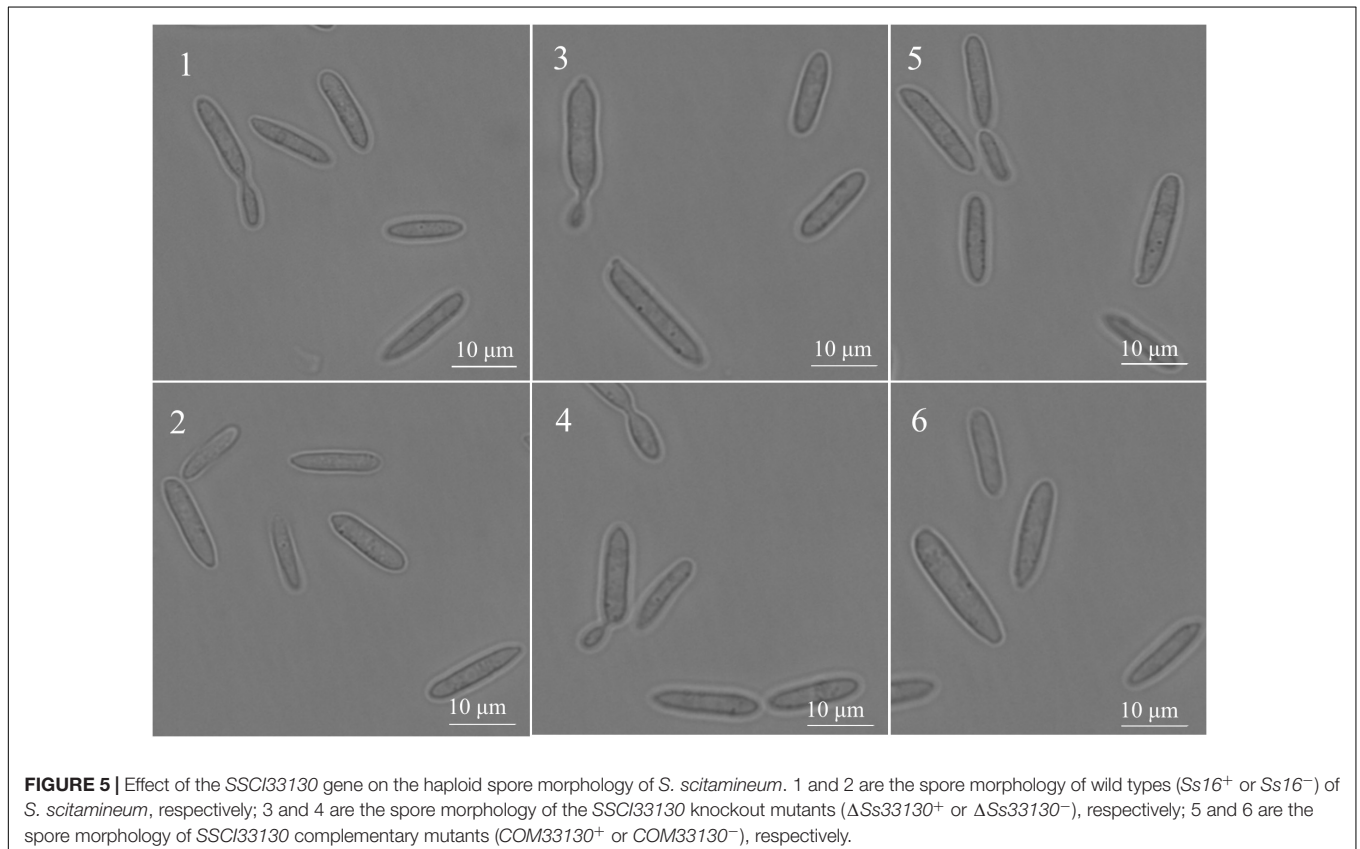 1
3
5
10 μm
10 μm
10 μm
2
4
6
10 μm
10 μm
10 μm
FIGURE 5 | Effect of the SSCI33130 gene on the haploid spore morphology of S. scitamineum. 1 and 2 are the spore morphology of wild types (Ss16⁺ or Ss16⁻) of
S. scitamineum, respectively; 3 and 4 are the spore morphology of the SSCI33130 knockout mutants (ΔSs33130⁺ or ΔSs33130⁻), respectively; 5 and 6 are the
spore morphology of SSCI33130 complementary mutants (COM33130⁺ or COM33130⁻), respectively.